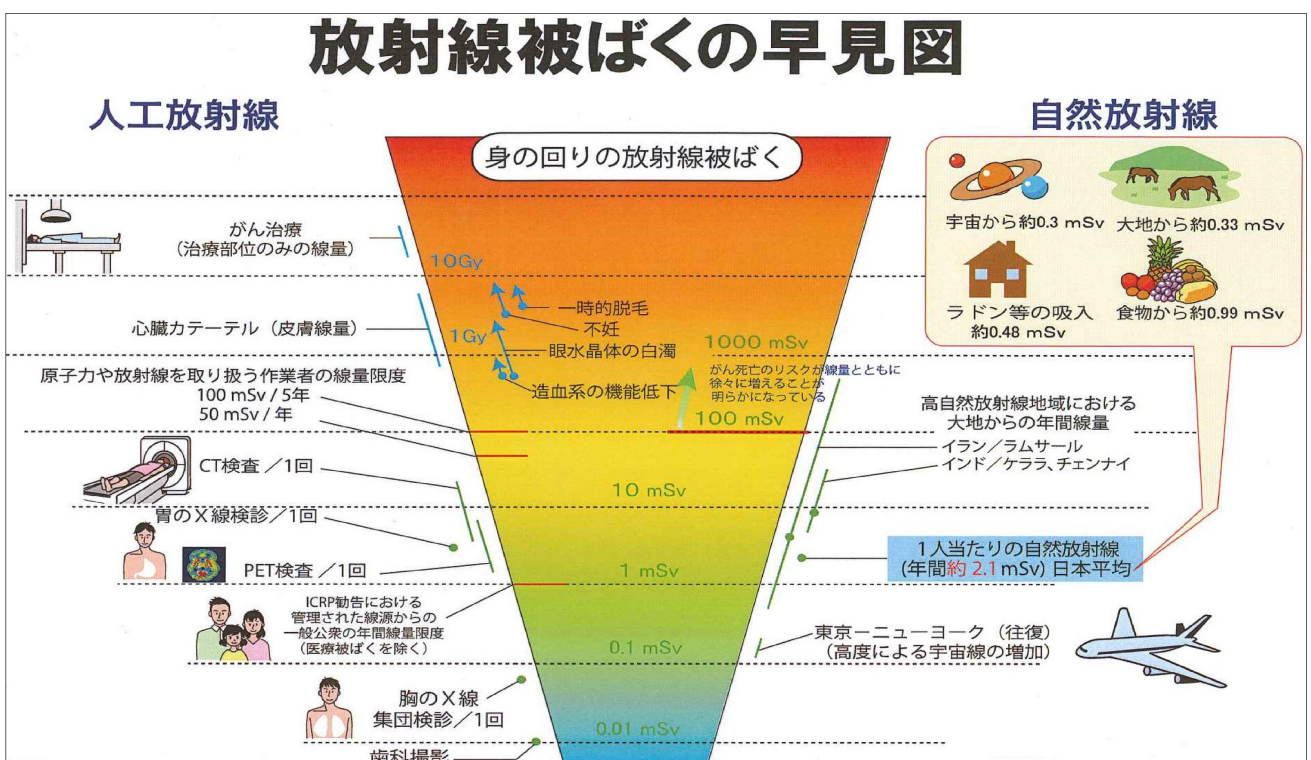 放射線被ばくの早見図
人工放射線
自然放射線
身の回りの放射線被ばく
宇宙から約0.3 mSv
大地から約0.33 mSv
ラドン等の吸入
約0.48 mSv
食物から約0.99 mSv
がん治療
(治療部位のみの線量)
10Gy
心臓カテーテル(皮膚線量)
1Gy
一時的脱毛
不妊
眼水晶体の白濁
造血系の機能低下
1000 mSv
がん死亡のリスクが線量とともに
徐々に増えることが
明らかになっている
100 mSv
原子力や放射線を取り扱う作業者の線量限度
100 mSv / 5年
50 mSv / 年
高自然放射線地域における
大地からの年間線量
イラン/ラムサール
インド/ケララ、チェンナイ
CT検査 /1回
10 mSv
胃のX線検診/1回
PET検査 /1回
1 mSv
1人当たりの自然放射線
(年間約 2.1 mSv) 日本平均
ICRP勧告における
管理された線源からの
一般公衆の年間線量限度
(医療被ばくを除く)
0.1 mSv
東京ーニューヨーク(往復)
(高度による宇宙線の増加)
胸のX線
集団検診/1回
0.01 mSv
歯科撮影